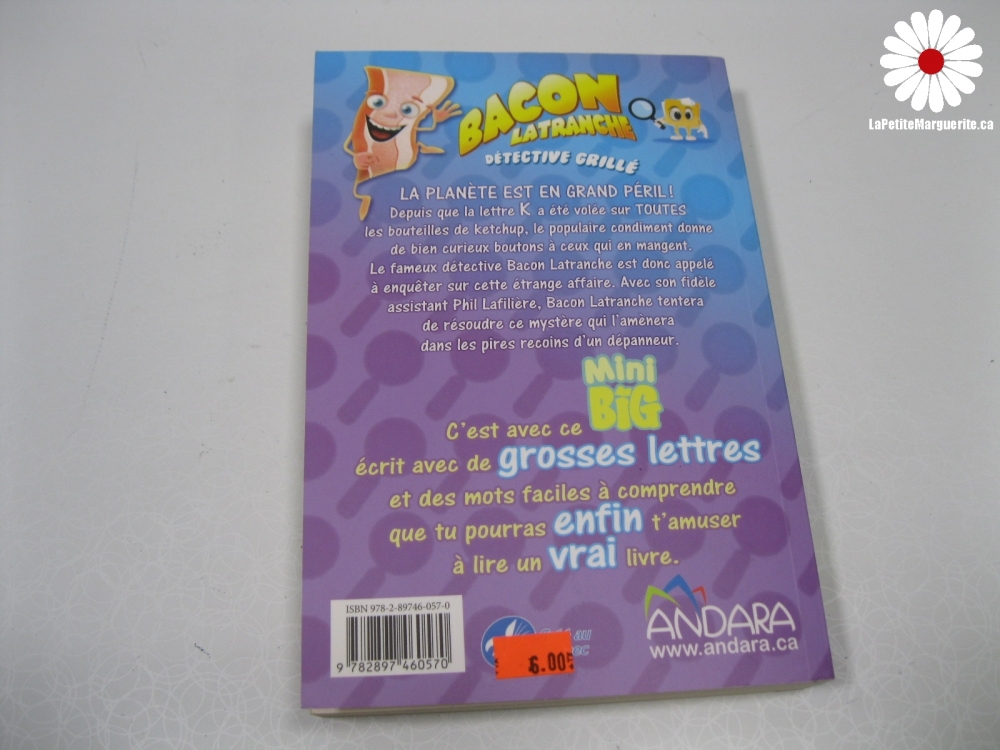 LaPetiteMarguerite.ca
BACON
LATRANCHE
DÉTECTIVE GRILLÉ
LA PLANÈTE EST EN GRAND PÉRIL!
Depuis que la lettre K a été volée sur TOUTES
les bouteilles de ketchup, le populaire condiment donne
de bien curieux boutons à ceux qui en mangent.
Le fameux détective Bacon Latranche est donc appelé
à enquêter sur cette étrange affaire. Avec son fidèle
assistant Phil Lafilière, Bacon Latranche tentera
de résoudre ce mystère qui l'amènera
dans les pires recoins d'un dépanneur.
Mini
BiG
C'est avec ce
écrit avec de grosses lettres
et des mots faciles à comprendre
que tu pourras enfin t'amuser
à lire un vrai livre.
ISBN 978-2-89746-057-0
9 782897 460570
au
6.00
ANDARA
www.andara.ca